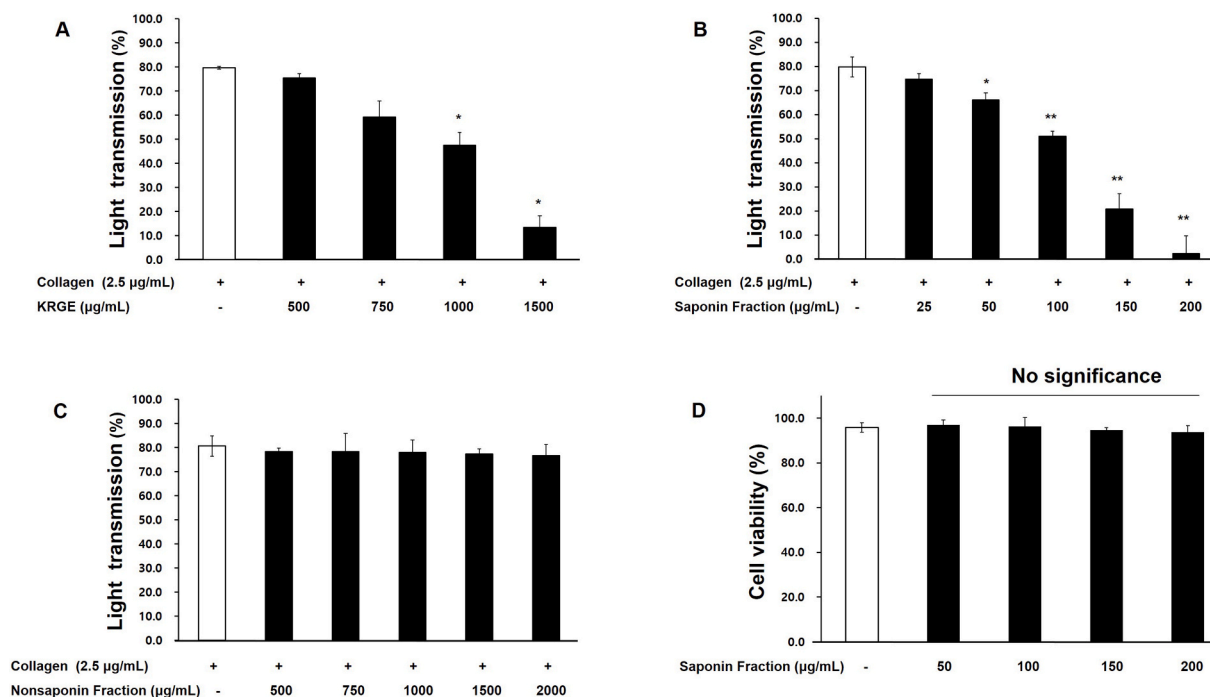 A
Light transmission (%)
100.0
90.0
80.0
70.0
60.0
50.0
40.0
30.0
20.0
10.0
0.0
*
*
Collagen (2.5 µg/mL) + + + + +
KRGE (µg/mL) - 500 750 1000 1500
B
Light transmission (%)
100.0
90.0
80.0
70.0
60.0
50.0
40.0
30.0
20.0
10.0
0.0
*
**
**
**
Collagen (2.5 µg/mL) + + + + + +
Saponin Fraction (µg/mL) - 25 50 100 150 200
C
Light transmission (%)
100.0
90.0
80.0
70.0
60.0
50.0
40.0
30.0
20.0
10.0
0.0
Collagen (2.5 µg/mL) + + + + + +
Nonsaponin Fraction (µg/mL) - 500 750 1000 1500 2000
No significance
D
Cell viability (%)
100.0
80.0
60.0
40.0
20.0
0.0
Saponin Fraction (µg/mL) - 50 100 150 200